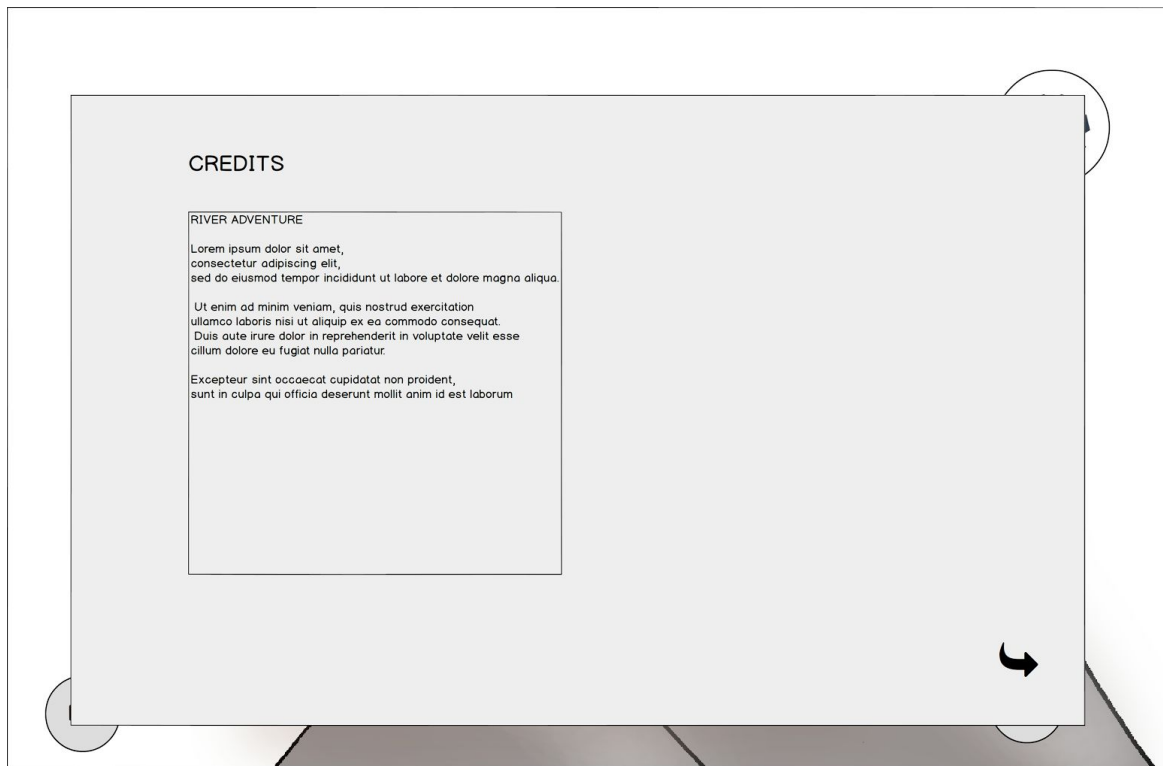 CREDITS
RIVER ADVENTURE
Lorem ipsum dolor sit amet,
consectetur adipiscing elit,
sed do eiusmod tempor incididunt ut labore et dolore magna aliqua.
Ut enim ad minim veniam, quis nostrud exercitation
ullamco laboris nisi ut aliquip ex ea commodo consequat.
Duis aute irure dolor in reprehenderit in voluptate velit esse
cillum dolore eu fugiat nulla pariatur.
Excepteur sint occaecat cupidatat non proident,
sunt in culpa qui officia deserunt mollit anim id est laborum